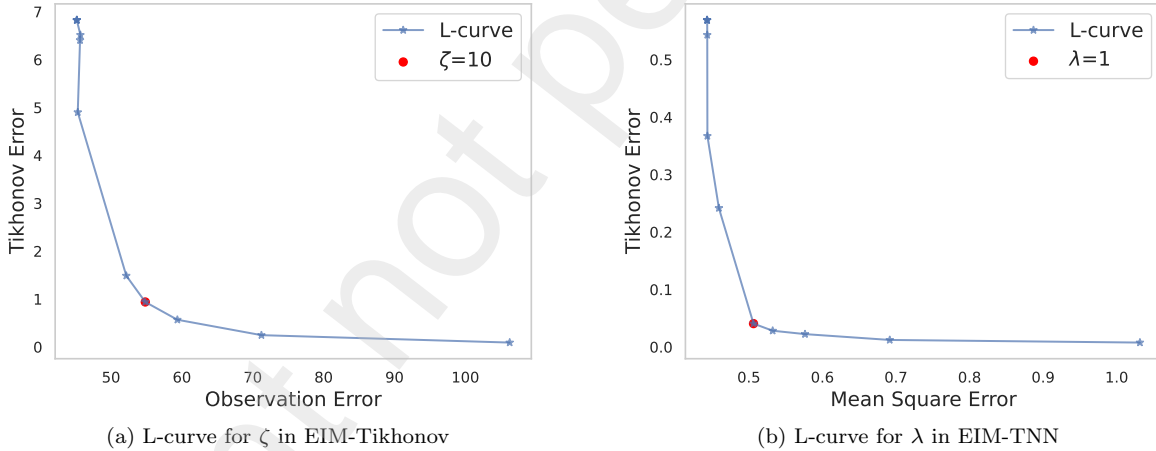 7
6
5
4
3
2
1
0
Tikhonov Error
L-curve
ζ=10
50 60 70 80 90 100
Observation Error
(a) L-curve for ζ in EIM-Tikhonov
0.5
0.4
0.3
0.2
0.1
0.0
Tikhonov Error
L-curve
λ=1
0.5 0.6 0.7 0.8 0.9 1.0
Mean Square Error
(b) L-curve for λ in EIM-TNN
not